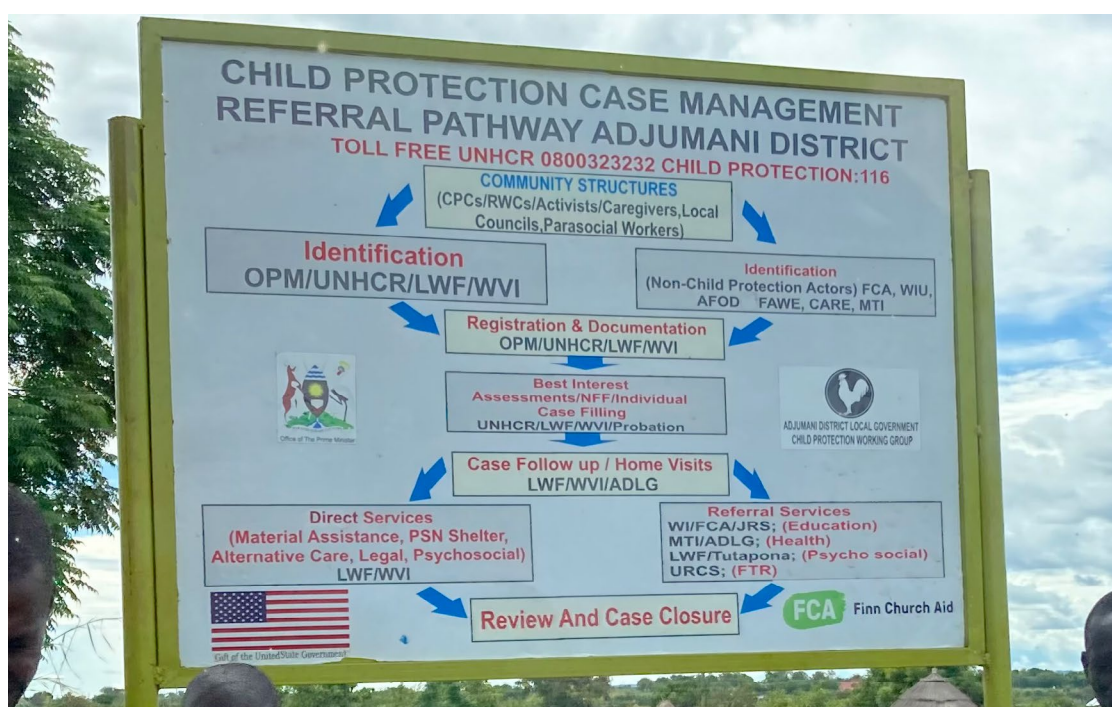 CHILD PROTECTION CASE MANAGEMENT
REFERRAL PATHWAY ADJUMANI DISTRICT
TOLL FREE UNHCR 0800323232 CHILD PROTECTION:116
COMMUNITY STRUCTURES
(CPCs/RWCs/Activists/Caregivers,Local
Councils,Parasocial Workers)
Identification
OPM/UNHCR/LWF/WVI
Identification
(Non-Child Protection Actors) FCA, WIU,
AFOD FAWE, CARE, MTI
Registration & Documentation
OPM/UNHCR/LWF/WVI
Best Interest
Assessments/NFF/Individual
Case Filling
UNHCR/LWF/WVI/Probation
Office of The Prime Minister
ADJUMANI DISTRICT LOCAL GOVERNMENT
CHILD PROTECTION WORKING GROUP
Case Follow up / Home Visits
LWF/WVI/ADLG
Direct Services
(Material Assistance, PSN Shelter,
Alternative Care, Legal, Psychosocial)
LWF/WVI
Referral Services
WI/FCA/JRS; (Education)
MTI/ADLG; (Health)
LWF/Tutapona; (Psycho social)
URCS; (FTR)
Review And Case Closure
Gift of the UnitedState Government
FCA Finn Church Aid